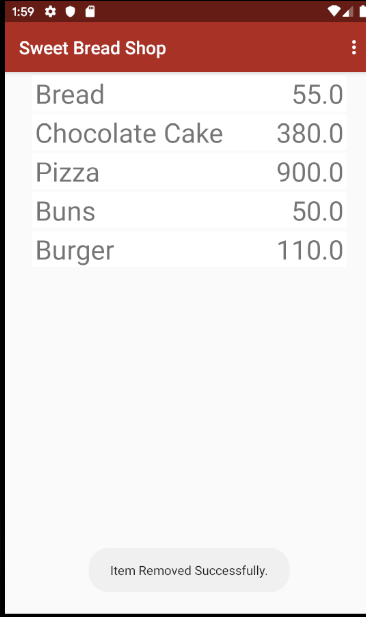 1:59
Sweet Bread Shop
Bread 55.0
Chocolate Cake 380.0
Pizza 900.0
Buns 50.0
Burger 110.0
Item Removed Successfully.